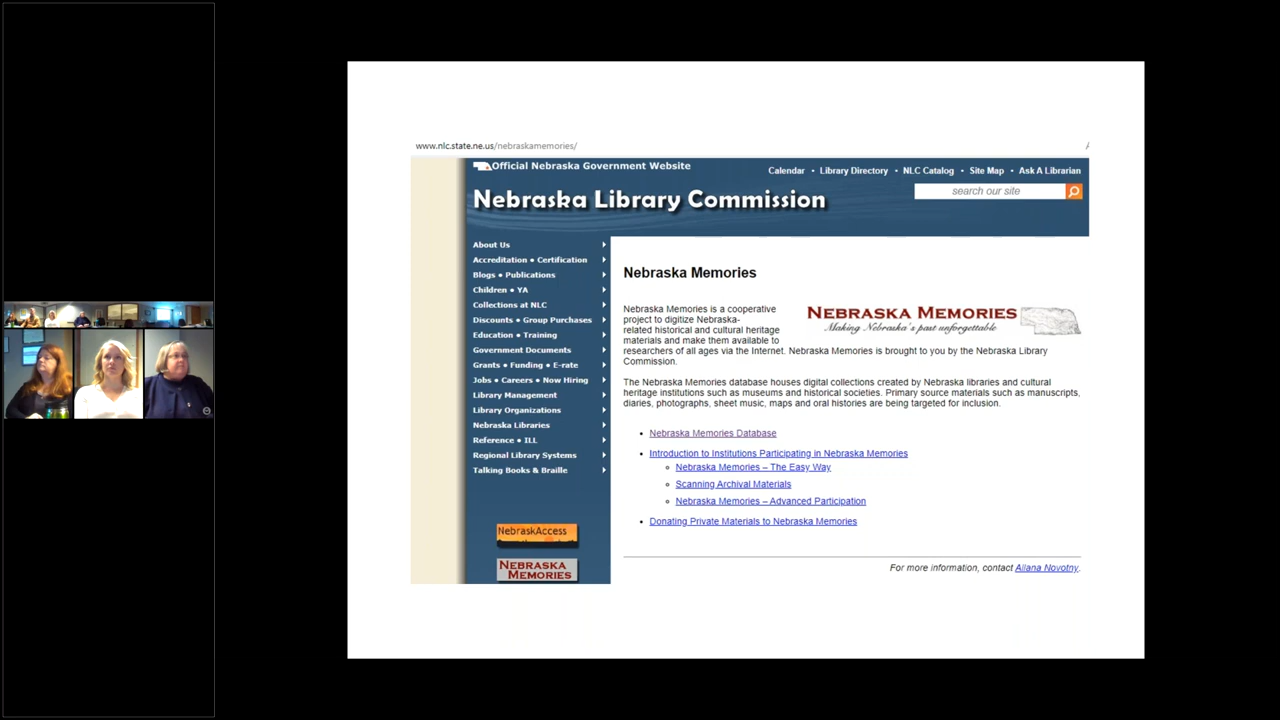 www.nlc.state.ne.us/nebraskamemories/
Official Nebraska Government Website
Calendar • Library Directory • NLC Catalog • Site Map • Ask A Librarian
Nebraska Library Commission
search our site
About Us
Accreditation • Certification
Blogs • Publications
Children • YA
Collections at NLC
Discounts • Group Purchases
Education • Training
Government Documents
Grants • Funding • E-rate
Jobs • Careers • Now Hiring
Library Management
Library Organizations
Nebraska Libraries
Reference • ILL
Regional Library Systems
Talking Books & Braille
NebraskAccess
NEBRASKA
MEMORIES
Nebraska Memories
NEBRASKA MEMORIES
Making Nebraska's past unforgettable
Nebraska Memories is a cooperative
project to digitize Nebraska-
related historical and cultural heritage
materials and make them available to
researchers of all ages via the Internet. Nebraska Memories is brought to you by the Nebraska Library
Commission.
The Nebraska Memories database houses digital collections created by Nebraska libraries and cultural
heritage institutions such as museums and historical societies. Primary source materials such as manuscripts,
diaries, photographs, sheet music, maps and oral histories are being targeted for inclusion.
• Nebraska Memories Database
• Introduction to Institutions Participating in Nebraska Memories
◦ Nebraska Memories – The Easy Way
◦ Scanning Archival Materials
◦ Nebraska Memories – Advanced Participation
• Donating Private Materials to Nebraska Memories
For more information, contact Allana Novotny.